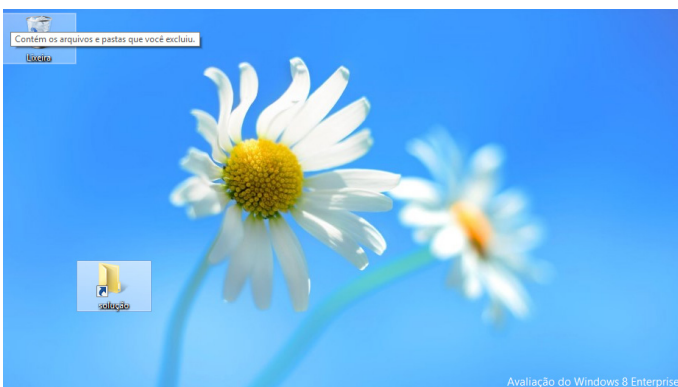 Contém os arquivos e pastas que você excluiu.
Lixeira
solução
Avaliação do Windows 8 Enterprise